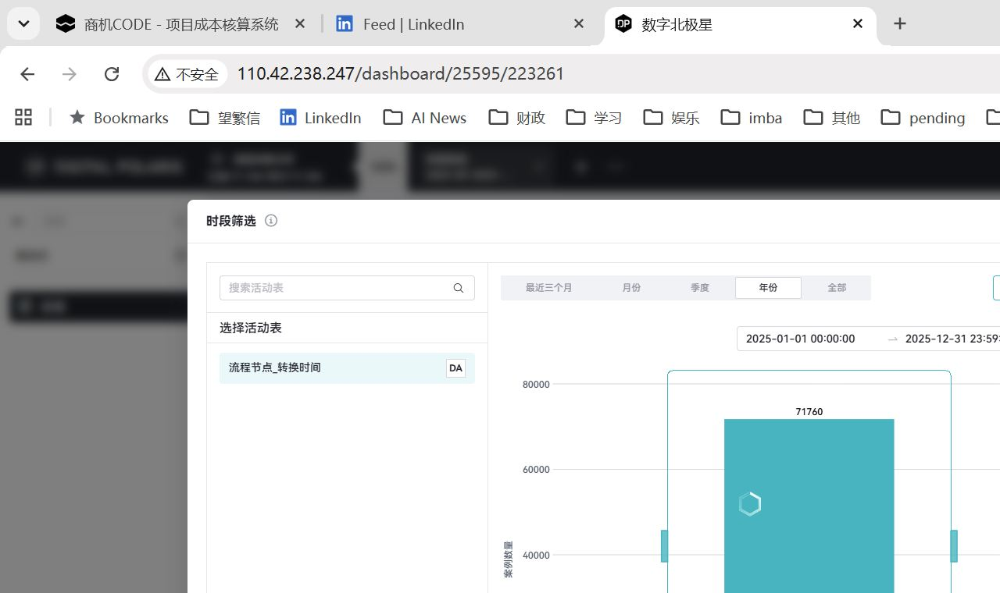 商机CODE - 项目成本核算系统
Feed | LinkedIn
数字北极星
不安全
110.42.238.247/dashboard/25595/223261
Bookmarks
望繁信
LinkedIn
AI News
财政
学习
娱乐
imba
其他
pending
时段筛选
搜索活动表
选择活动表
流程节点_转换时间
DA
最近三个月
月份
季度
年份
全部
2025-01-01 00:00:00
2025-12-31 23:59:
80000
71760
60000
40000
案例数量